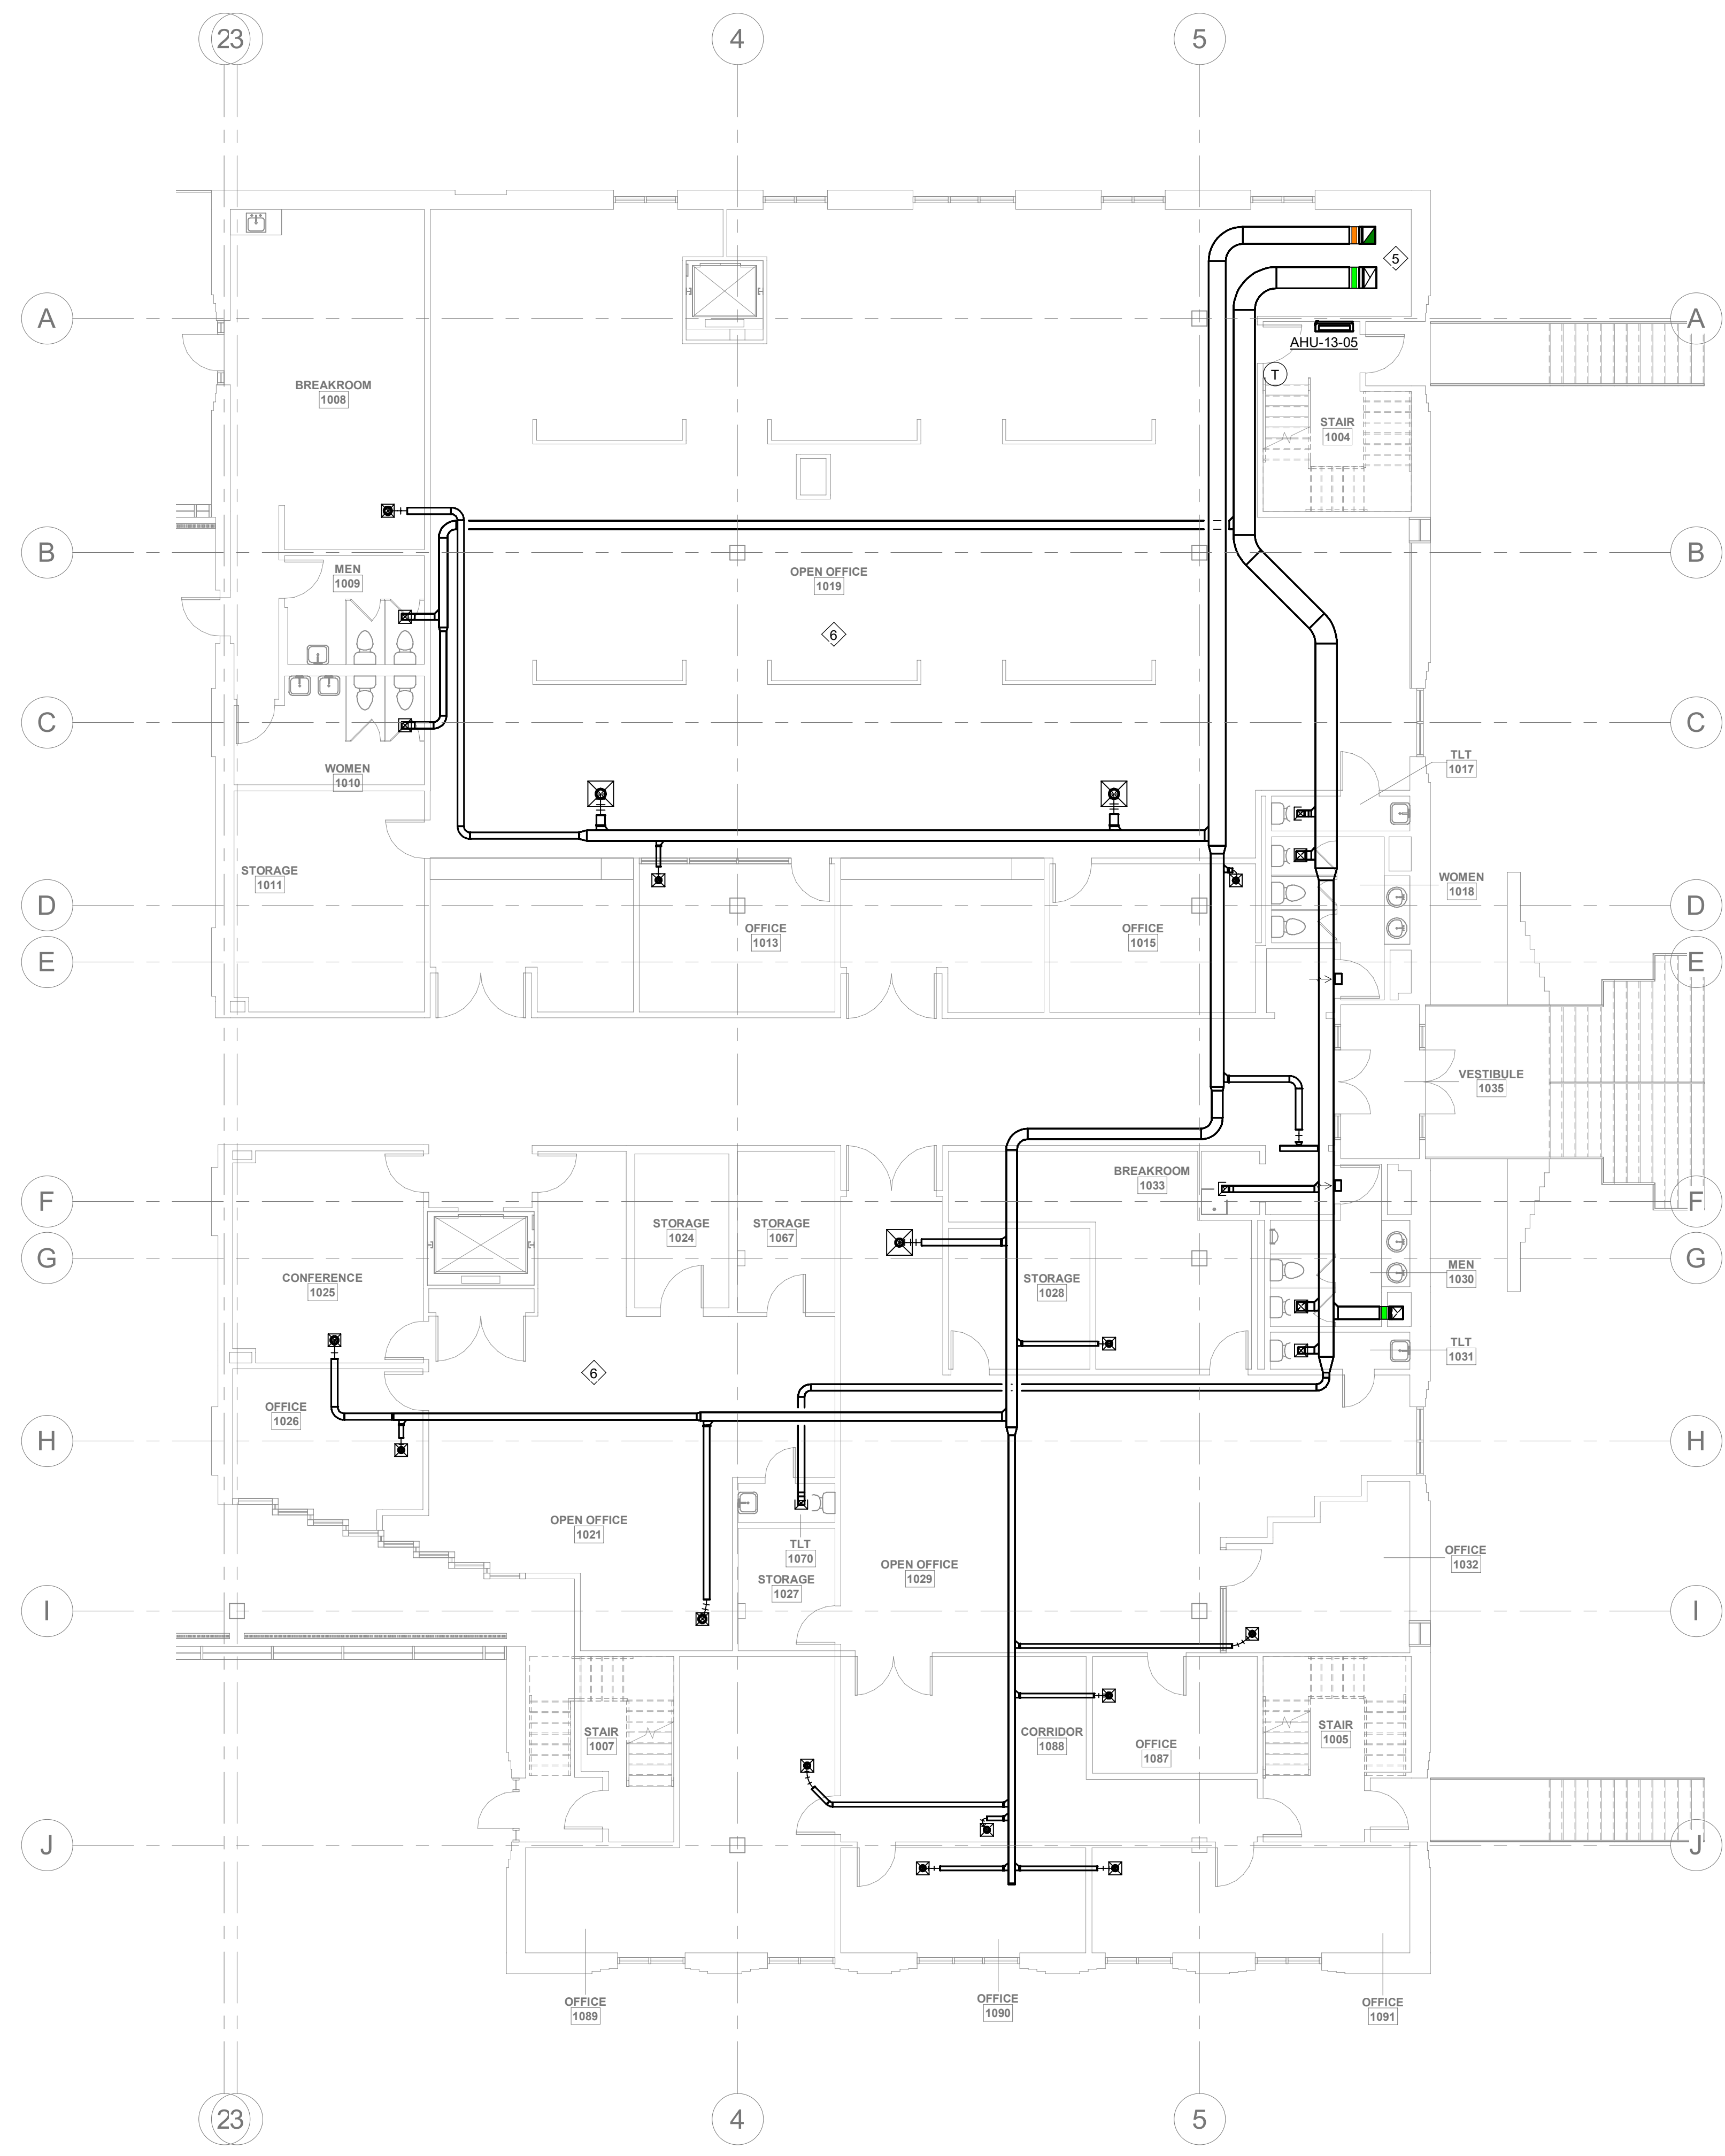 23
4
5
5
A
A
AHU-13-05
T
BREAKROOM
1008
STAIR
1004
B
B
MEN
1009
OPEN OFFICE
1019
6
C
C
WOMEN
1010
TLT
1017
STORAGE
1011
WOMEN
1018
D
D
OFFICE
1013
OFFICE
1015
E
E
VESTIBULE
1035
BREAKROOM
1033
F
F
STORAGE
1024
STORAGE
1067
G
G
CONFERENCE
1025
STORAGE
1028
MEN
1030
TLT
1031
6
OFFICE
1026
H
H
OPEN OFFICE
1021
TLT
1070
STORAGE
1027
OPEN OFFICE
1029
OFFICE
1032
I
I
STAIR
1007
CORRIDOR
1088
OFFICE
1087
STAIR
1005
J
J
OFFICE
1089
OFFICE
1090
OFFICE
1091
23
4
5